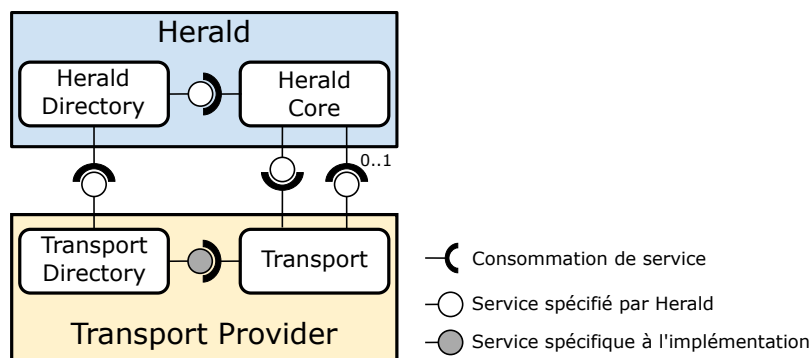 Herald
Herald
Directory
Herald
Core
0..1
Transport
Directory
Transport
Transport Provider
Consommation de service
Service spécifié par Herald
Service spécifique à l'implémentation